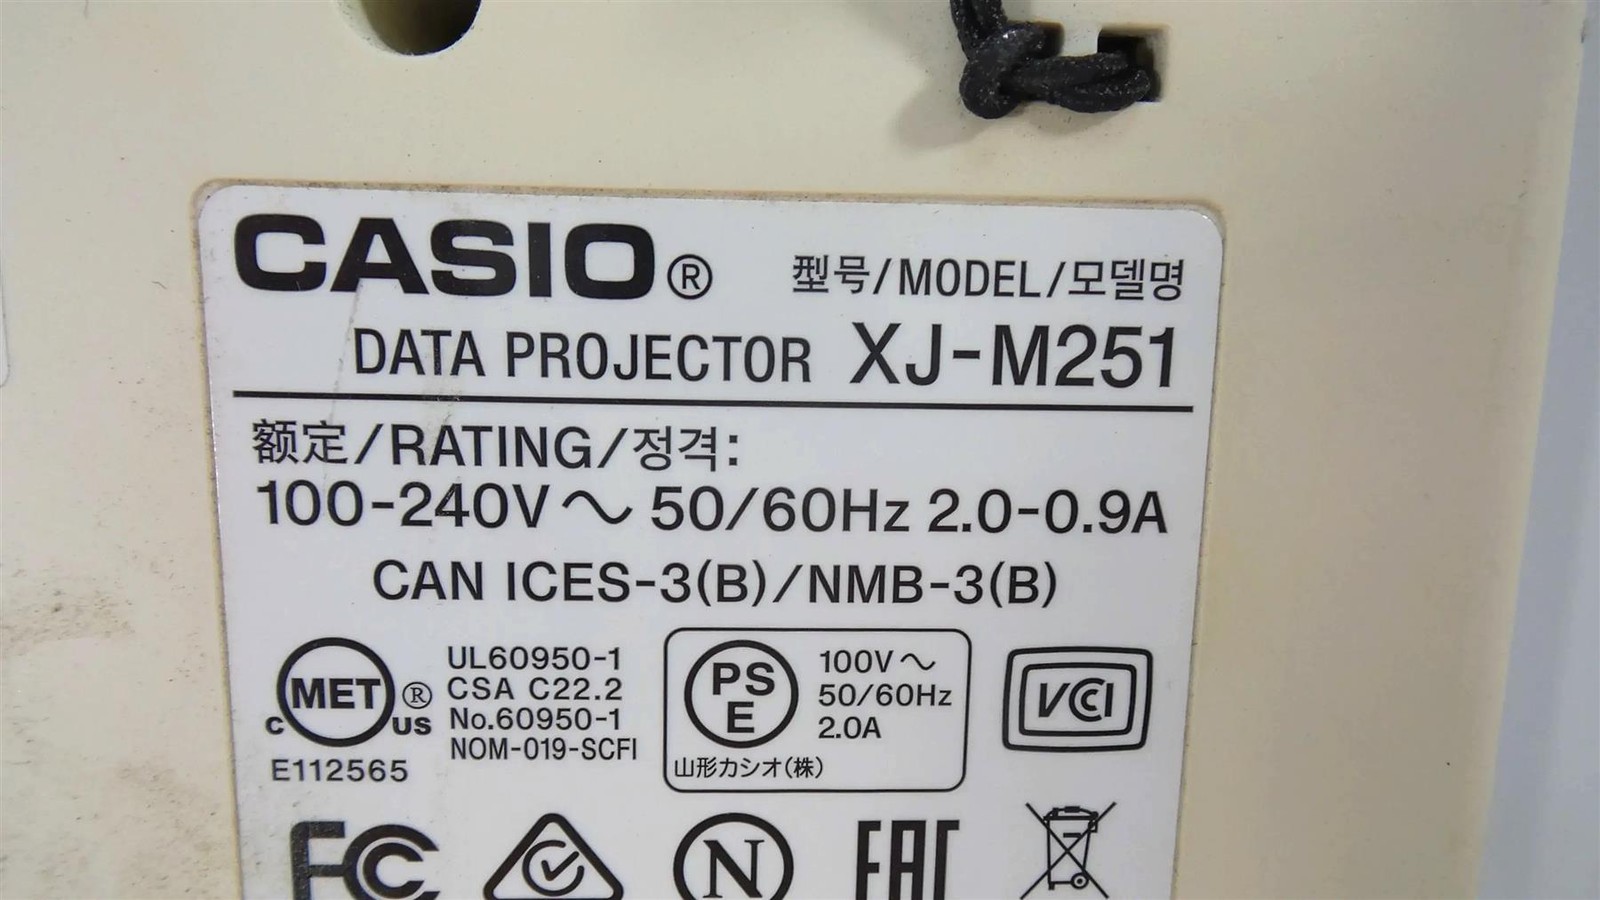 CASIO®
型号/MODEL/모델명
DATA PROJECTOR XJ-M251
额定/RATING/정격:
100-240V～ 50/60Hz 2.0-0.9A
CAN ICES-3(B)/NMB-3(B)
C MET® US
E112565
UL60950-1
CSA C22.2
No.60950-1
NOM-019-SCFI
PS
E
100V～
50/60Hz
2.0A
山形カシオ(株)
VCCI
FC
N
EAC